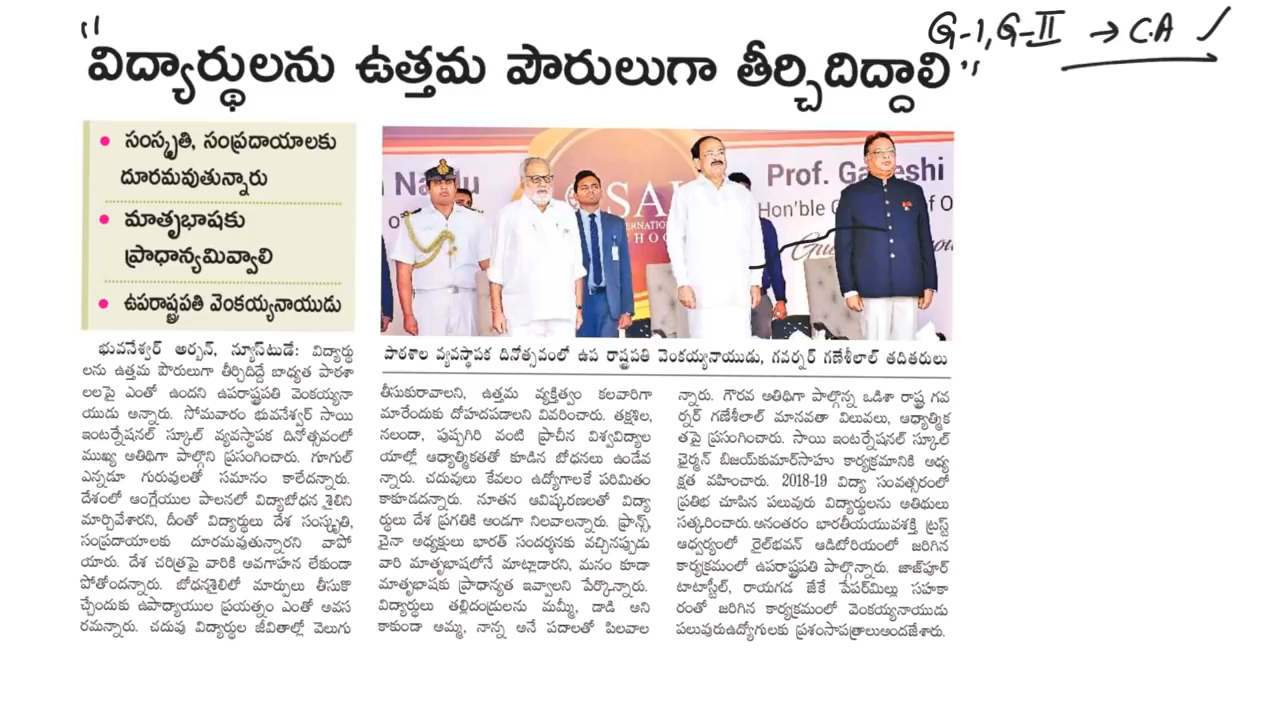 G-1, G-II → C.A ✓
"విద్యార్థులను ఉత్తమ పౌరులుగా తీర్చిదిద్దాలి"
• సంస్కృతి, సంప్రదాయాలకు
దూరమవుతున్నారు
• మాతృభాషకు
ప్రాధాన్యమివ్వాలి
• ఉపరాష్ట్రపతి వెంకయ్యనాయుడు
Prof. Ga eshi
Hon'ble G of O
SAI
INTERNATIONAL
SCHOOL
పాఠశాల వ్యవస్థాపక దినోత్సవంలో ఉప రాష్ట్రపతి వెంకయ్యనాయుడు, గవర్నర్ గణేశీలాల్ తదితరులు
భువనేశ్వర్ అర్బన్, న్యూస్‌టుడే: విద్యార్థు
లను ఉత్తమ పౌరులుగా తీర్చిదిద్దే బాధ్యత పాఠశా
లలపై ఎంతో ఉందని ఉపరాష్ట్రపతి వెంకయ్యనా
యుడు అన్నారు. సోమవారం భువనేశ్వర్ సాయి
ఇంటర్నేషనల్ స్కూల్ వ్యవస్థాపక దినోత్సవంలో
ముఖ్య అతిథిగా పాల్గొని ప్రసంగించారు. గూగుల్
ఎన్నడూ గురువులతో సమానం కాలేదన్నారు.
దేశంలో ఆంగ్లేయుల పాలనలో విద్యాబోధన శైలిని
మార్చివేశారని, దీంతో విద్యార్థులు దేశ సంస్కృతి,
సంప్రదాయాలకు దూరమవుతున్నారని వాపో
యారు. దేశ చరిత్రపై వారికి అవగాహన లేకుండా
పోతోందన్నారు. బోధనశైలిలో మార్పులు తీసుకొ
చ్చేందుకు ఉపాధ్యాయుల ప్రయత్నం ఎంతో అవస
రమన్నారు. చదువు విద్యార్థుల జీవితాల్లో వెలుగు
తీసుకురావాలని, ఉత్తమ వ్యక్తిత్వం కలవారిగా
మారేందుకు దోహదపడాలని వివరించారు. తక్షశిల,
నలందా, పుష్పగిరి వంటి ప్రాచీన విశ్వవిద్యాల
యాల్లో ఆధ్యాత్మికతతో కూడిన బోధనలు ఉండేవ
న్నారు. చదువులు కేవలం ఉద్యోగాలకే పరిమితం
కాకూడదన్నారు. నూతన ఆవిష్కరణలతో విద్యా
ర్థులు దేశ ప్రగతికి అండగా నిలవాలన్నారు. ఫ్రాన్స్,
చైనా అధ్యక్షులు భారత్ సందర్శనకు వచ్చినప్పుడు
వారి మాతృభాషలోనే మాట్లాడారని, మనం కూడా
మాతృభాషకు ప్రాధాన్యత ఇవ్వాలని పేర్కొన్నారు.
విద్యార్థులు తల్లిదండ్రులను మమ్మీ, డాడి అని
కాకుండా అమ్మ, నాన్న అనే పదాలతో పిలవాల
న్నారు. గౌరవ అతిథిగా పాల్గొన్న ఒడిశా రాష్ట్ర గవ
ర్నర్ గణేశీలాల్ మానవతా విలువలు, ఆధ్యాత్మిక
తపై ప్రసంగించారు. సాయి ఇంటర్నేషనల్ స్కూల్
ఛైర్మన్ బిజయ్‌కుమార్‌సాహు కార్యక్రమానికి అధ్య
క్షత వహించారు. 2018-19 విద్యా సంవత్సరంలో
ప్రతిభ చూపిన పలువురు విద్యార్థులను అతిథులు
సత్కరించారు. అనంతరం భారతీయయువశక్తి ట్రస్ట్
ఆధ్వర్యంలో రైల్‌భవన్ ఆడిటోరియంలో జరిగిన
కార్యక్రమంలో ఉపరాష్ట్రపతి పాల్గొన్నారు. జాజ్‌పూర్
టాటాస్టీల్, రాయగడ జేకే పేపర్‌మిల్లు సహకా
రంతో జరిగిన కార్యక్రమంలో వెంకయ్యనాయుడు
పలువురుఉద్యోగులకు ప్రశంసాపత్రాలుఅందజేశారు.